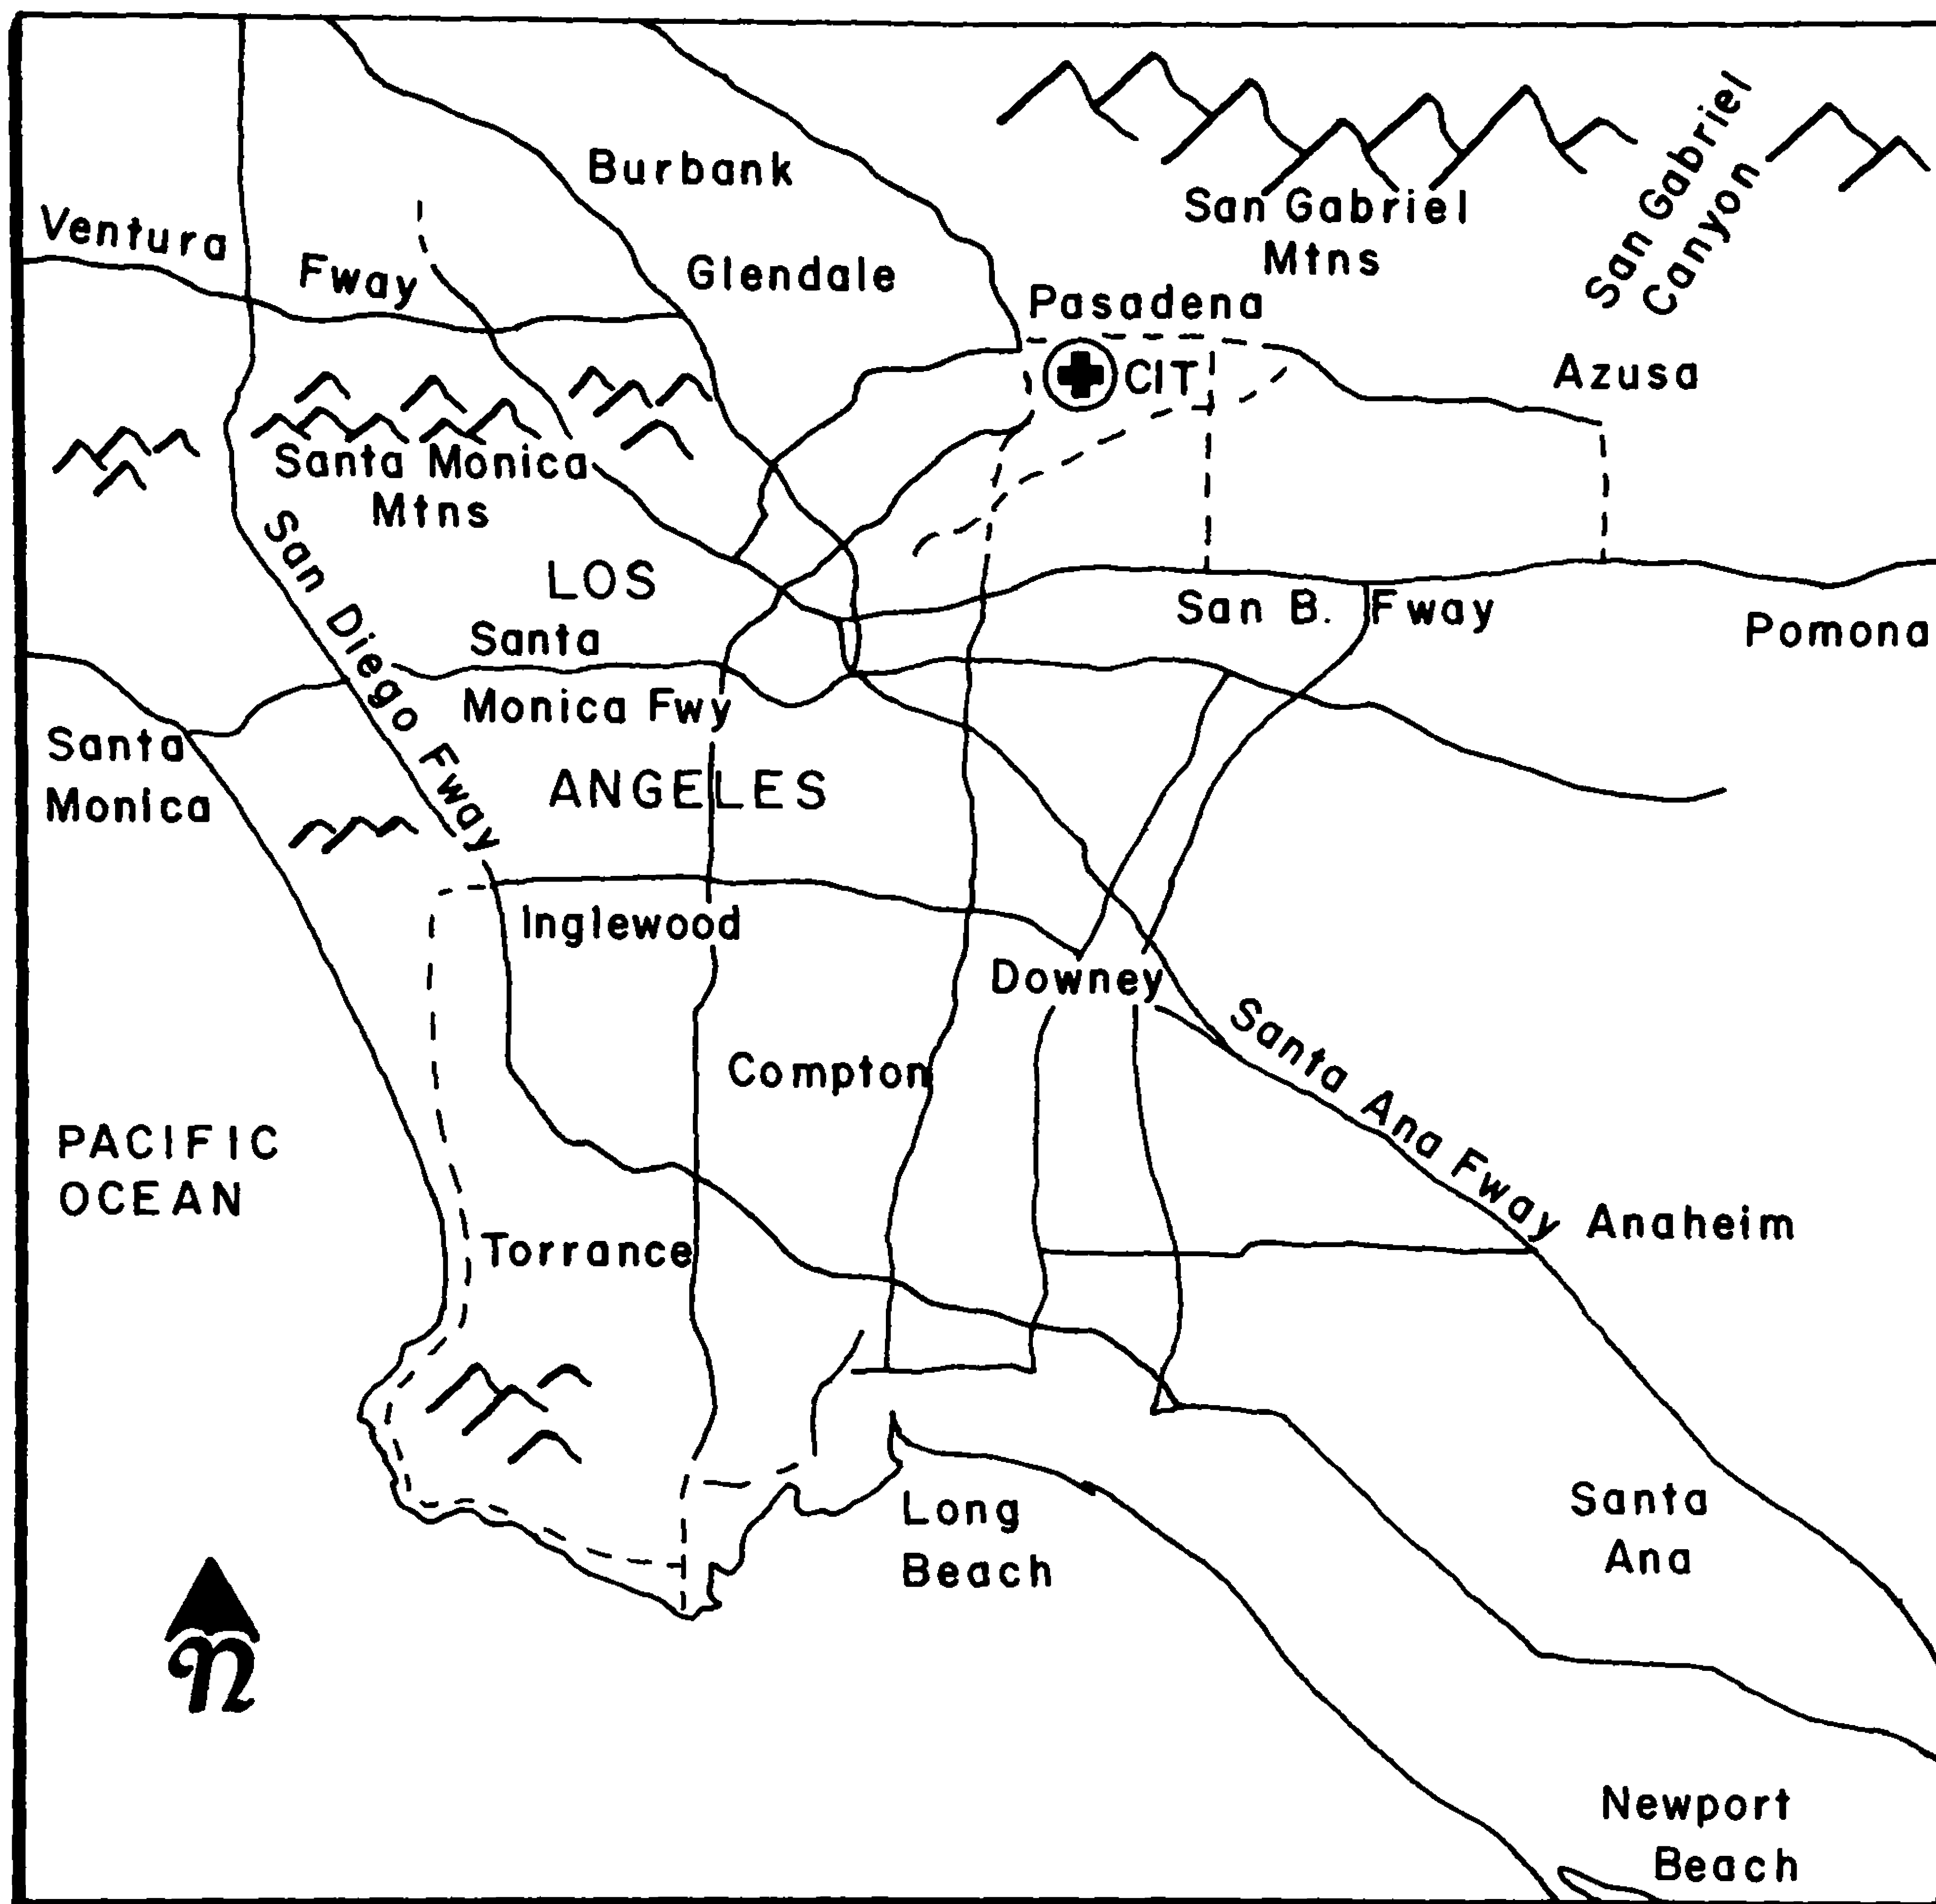 Burbank
San Gabriel
Canyon
San Gabriel
Mtns
Ventura
Fway
Glendale
Pasadena
CIT
Azusa
Santa Monica
Mtns
San Diego Fway
LOS
ANGELES
Santa
Monica Fwy
San B. Fway
Pomona
Santa
Monica
Inglewood
Downey
Santa Ana Fway
Compton
PACIFIC
OCEAN
Torrance
Anaheim
Long
Beach
Santa
Ana
n
Newport
Beach